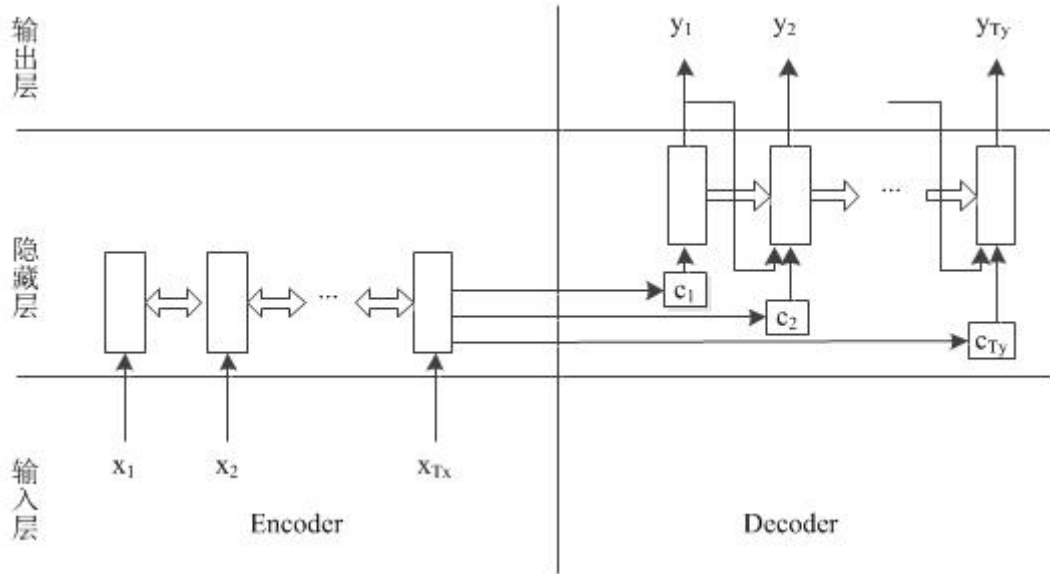 输出层
y1 y2 yTy
隐藏层
... 
c1
... c2
cTy
输入层
x1 x2 xTx
Encoder Decoder